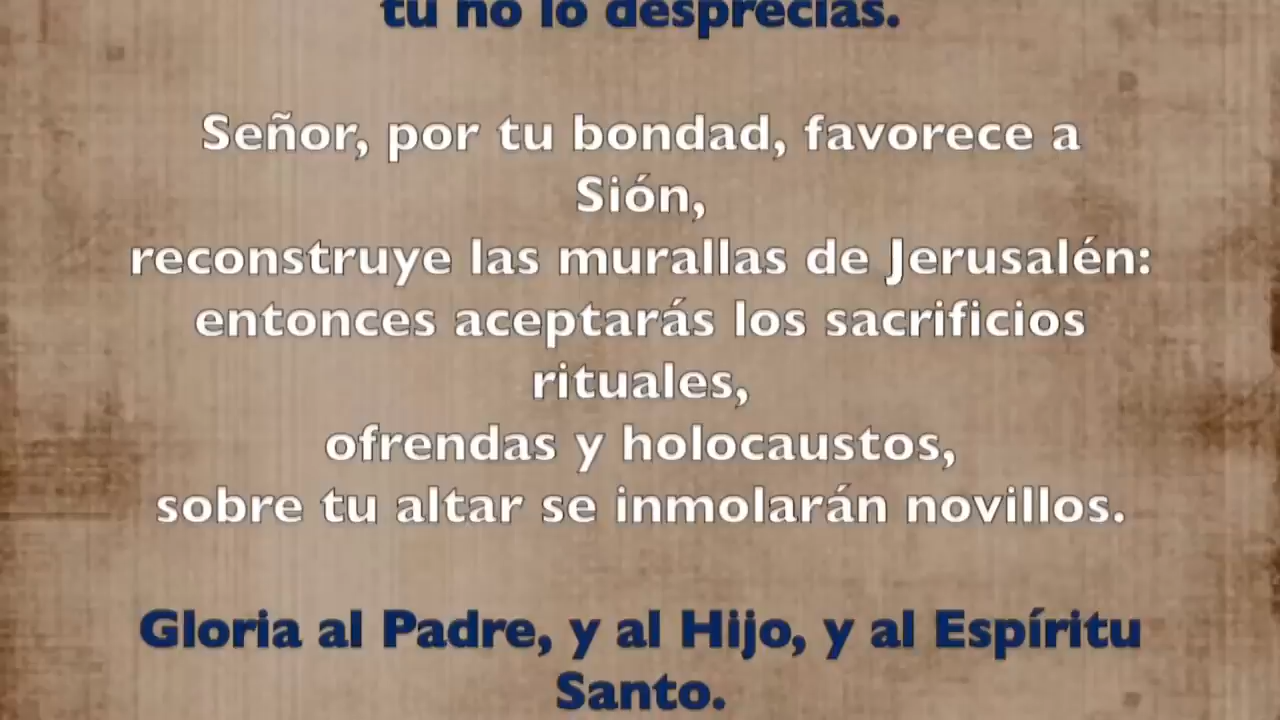 tú no lo desprecias.
Señor, por tu bondad, favorece a
Sión,
reconstruye las murallas de Jerusalén:
entonces aceptarás los sacrificios
rituales,
ofrendas y holocaustos,
sobre tu altar se inmolarán novillos.
Gloria al Padre, y al Hijo, y al Espíritu
Santo.